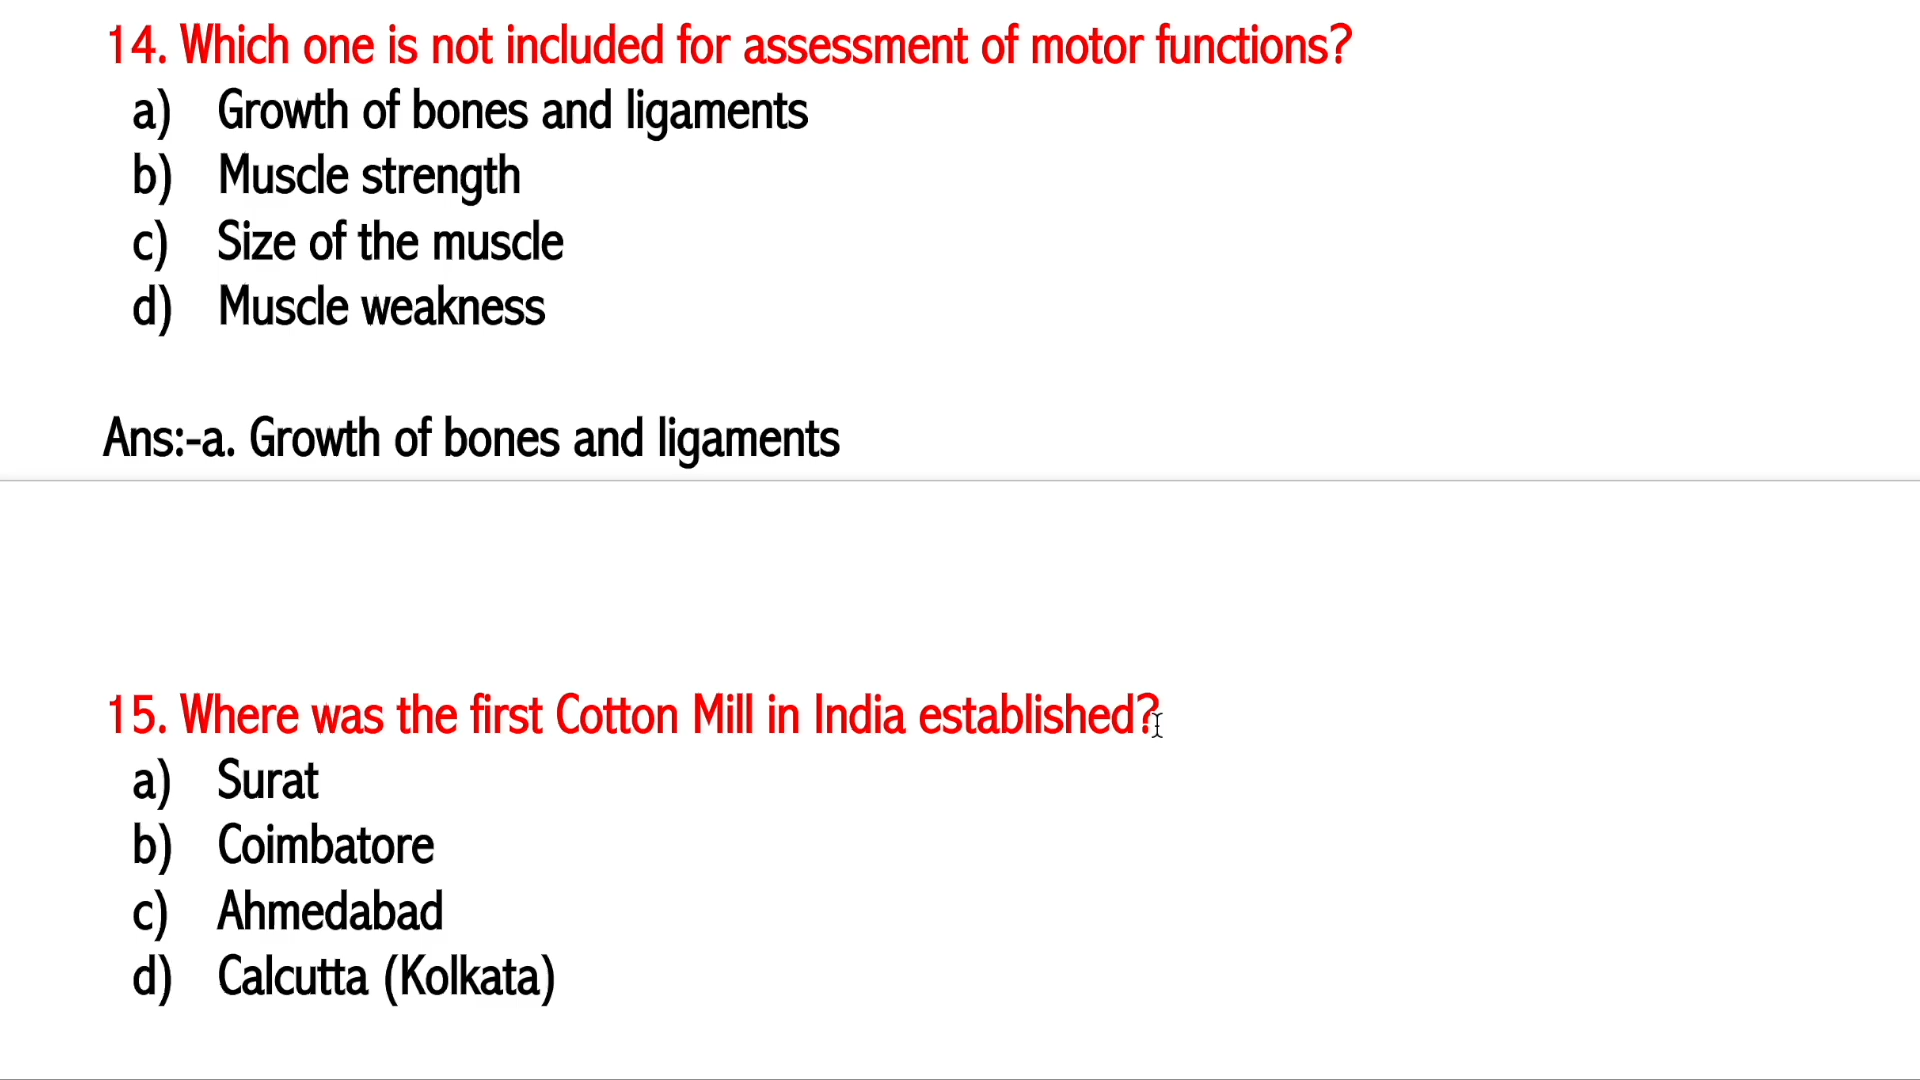 14. Which one is not included for assessment of motor functions?
a) Growth of bones and ligaments
b) Muscle strength
c) Size of the muscle
d) Muscle weakness
Ans:-a. Growth of bones and ligaments
15. Where was the first Cotton Mill in India established?
a) Surat
b) Coimbatore
c) Ahmedabad
d) Calcutta (Kolkata)